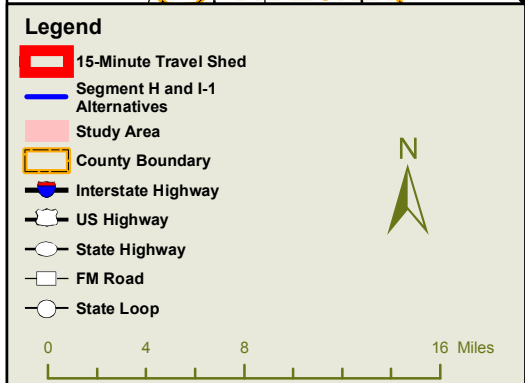 Legend
15-Minute Travel Shed
Segment H and I-1
Alternatives
Study Area
County Boundary
Interstate Highway
US Highway
State Highway
FM Road
State Loop
N
0 4 8 16 Miles